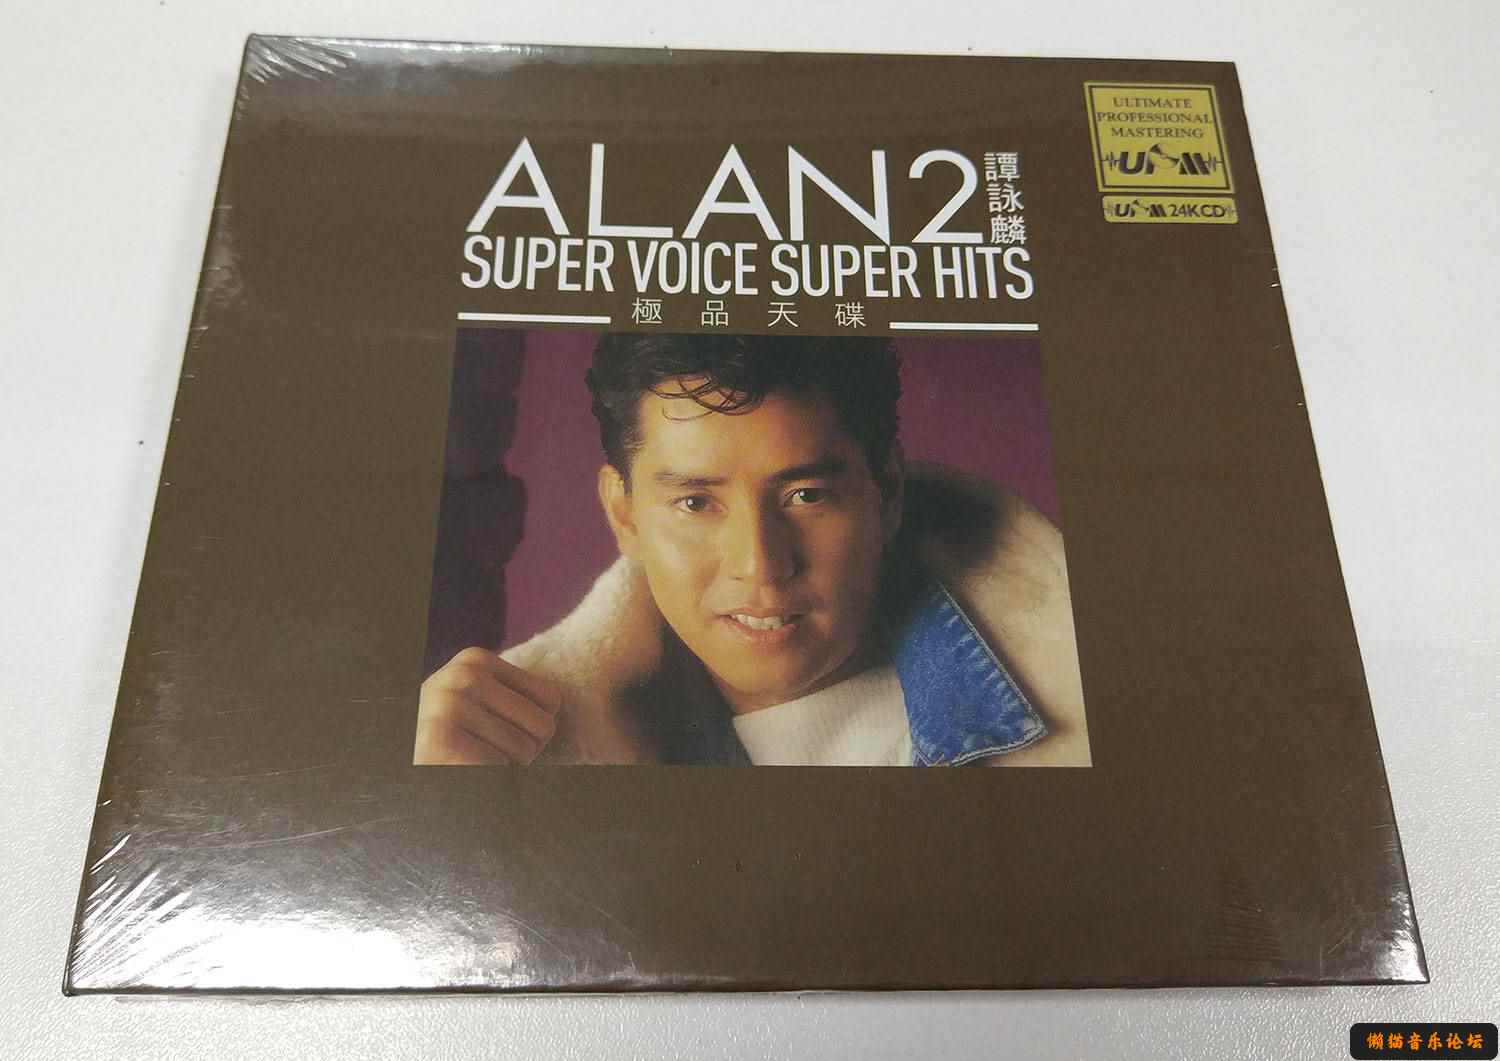 ULTIMATE
PROFESSIONAL
MASTERING
UPM
UPM 24K CD
ALAN2
譚詠麟
SUPER VOICE SUPER HITS
極品天碟
懒猫音乐论坛